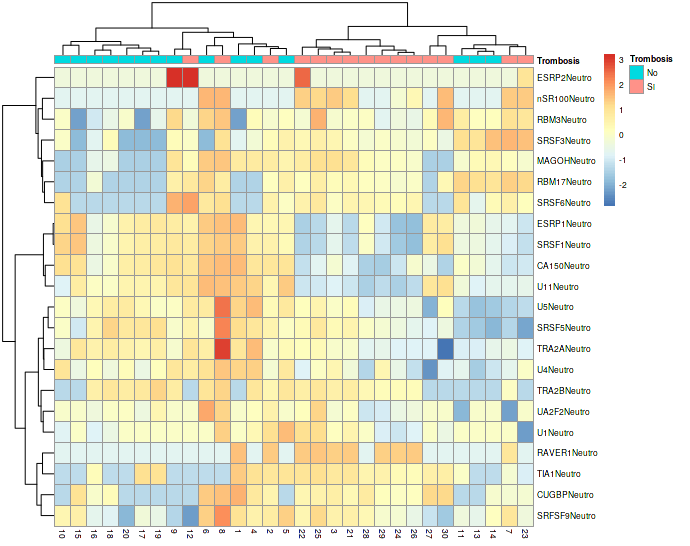 Trombosis
ESRP2Neutro
nSR100Neutro
RBM3Neutro
SRSF3Neutro
MAGOHNeutro
RBM17Neutro
SRSF6Neutro
ESRP1Neutro
SRSF1Neutro
CA150Neutro
U11Neutro
U5Neutro
SRSF5Neutro
TRA2ANeutro
U4Neutro
TRA2BNeutro
UA2F2Neutro
U1Neutro
RAVER1Neutro
TIA1Neutro
CUGBPNeutro
SRFSF9Neutro
10 15 16 18 20 17 19 9 12 6 8 1 4 2 5 22 25 3 21 28 29 24 26 27 30 11 13 14 7 23
3
2
1
0
-1
-2
Trombosis
No
Si